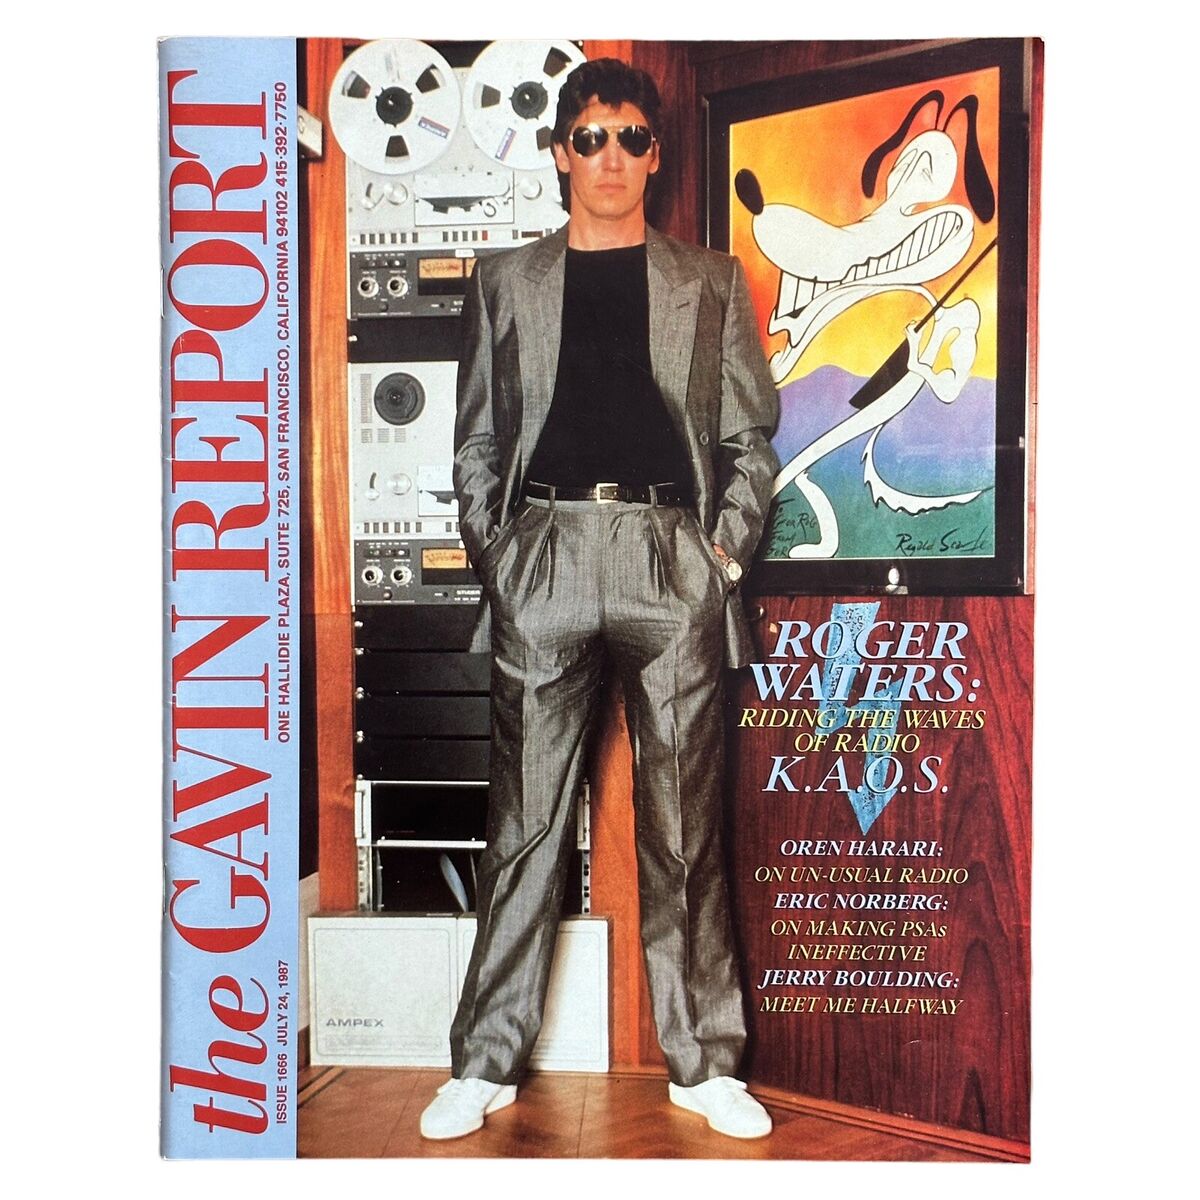 the GAVIN REPORT
ONE HALLIDIE PLAZA, SUITE 725, SAN FRANCISCO, CALIFORNIA 94102 415·392·7750
ISSUE 1666 JULY 24, 1987
AMPEX
ROGER
WATERS:
RIDING THE WAVES
OF RADIO
K.A.O.S.
OREN HARARI:
ON UN-USUAL RADIO
ERIC NORBERG:
ON MAKING PSAs
INEFFECTIVE
JERRY BOULDING:
MEET ME HALFWAY